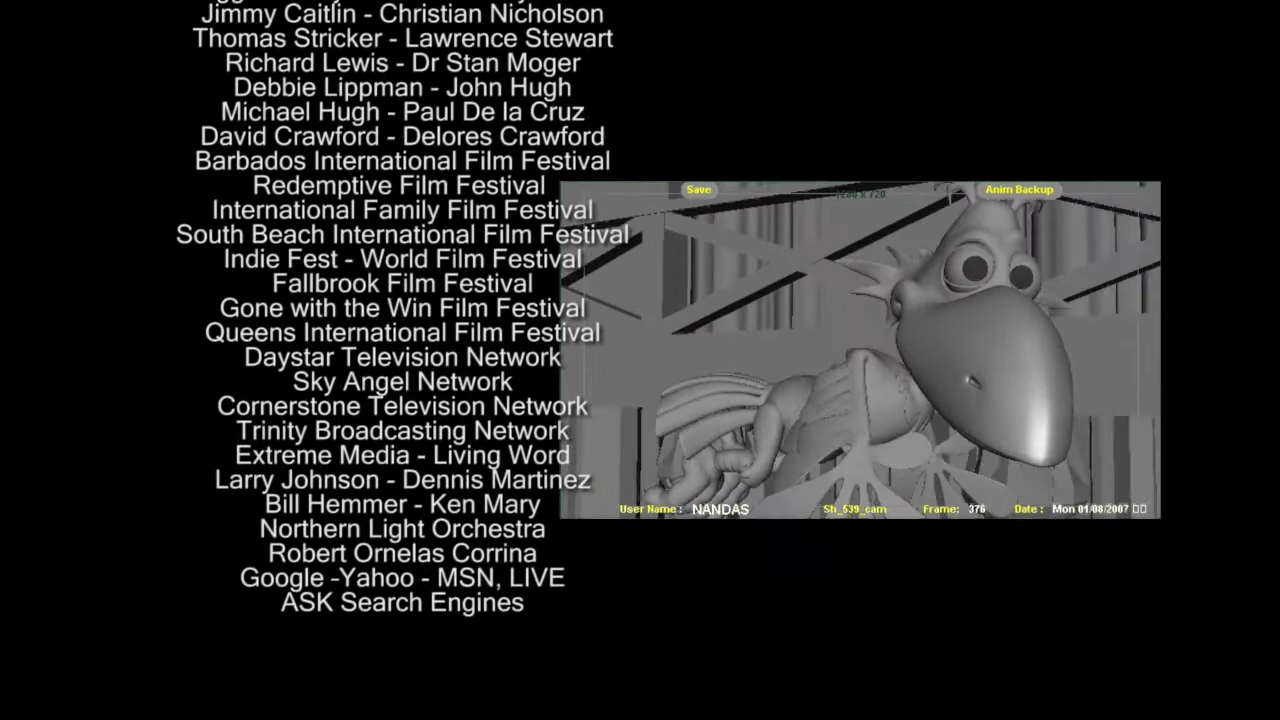 Jimmy Caitlin - Christian Nicholson
Thomas Stricker - Lawrence Stewart
Richard Lewis - Dr Stan Moger
Debbie Lippman - John Hugh
Michael Hugh - Paul De la Cruz
David Crawford - Delores Crawford
Barbados International Film Festival
Redemptive Film Festival
International Family Film Festival
South Beach International Film Festival
Indie Fest - World Film Festival
Fallbrook Film Festival
Gone with the Win Film Festival
Queens International Film Festival
Daystar Television Network
Sky Angel Network
Cornerstone Television Network
Trinity Broadcasting Network
Extreme Media - Living Word
Larry Johnson - Dennis Martinez
Bill Hemmer - Ken Mary
Northern Light Orchestra
Robert Ornelas Corrina
Google -Yahoo - MSN, LIVE
ASK Search Engines
Save 1280 x 720 Anim Backup
User Name : NANDAS Sh_539_cam Frame: 376 Date : Mon 01/08/2007